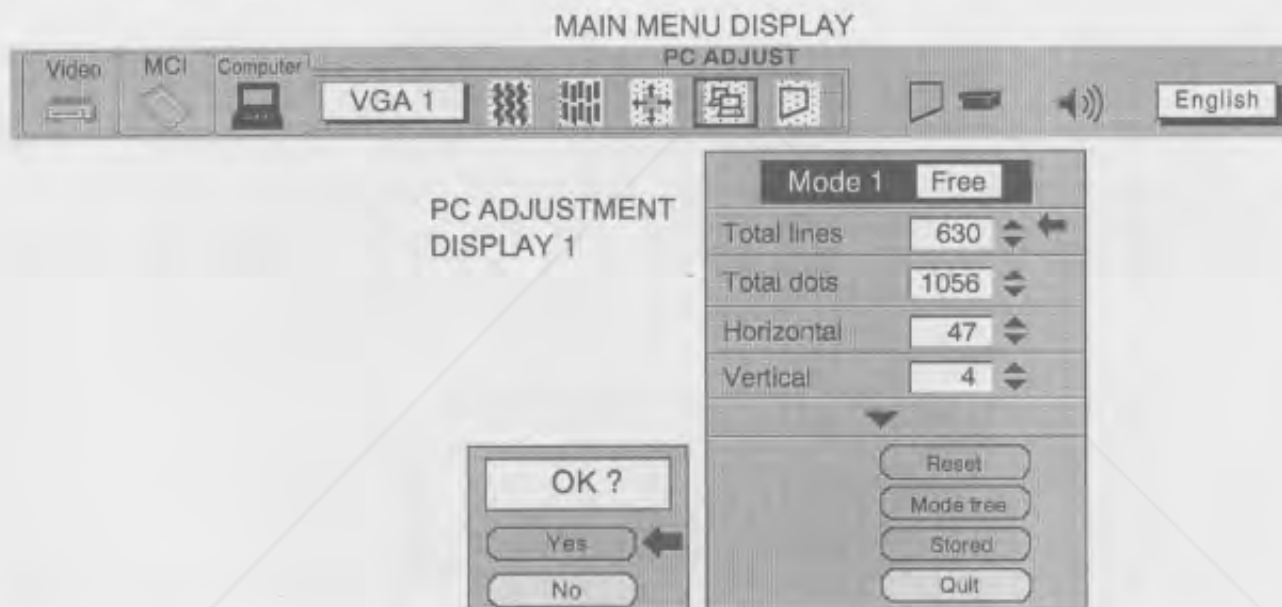 MAIN MENU DISPLAY
PC ADJUST
Video MCI Computer
VGA 1
English
PC ADJUSTMENT
DISPLAY 1
Mode 1 Free
Total lines 630
Total dots 1056
Horizontal 47
Vertical 4
Reset
Mode free
Stored
Quit
OK ?
Yes
No